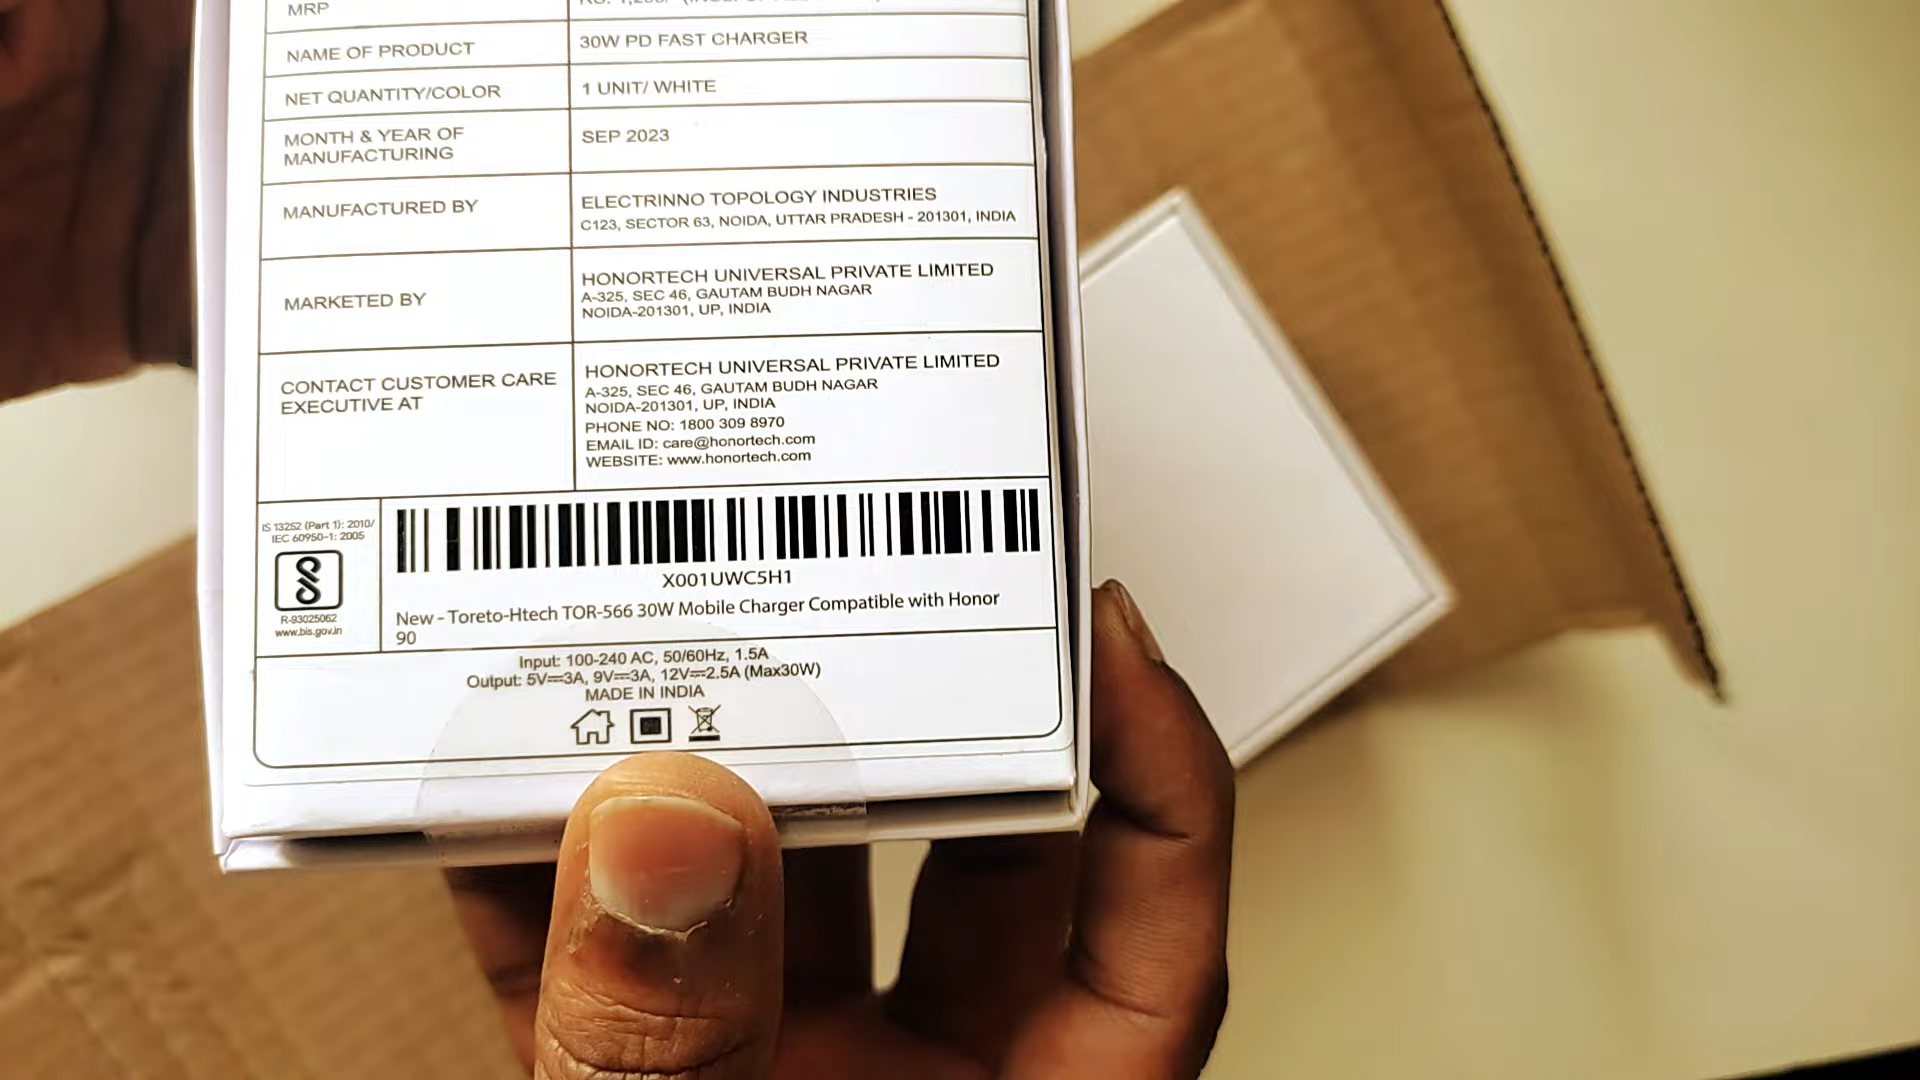 MRP
NAME OF PRODUCT
30W PD FAST CHARGER
NET QUANTITY/COLOR
1 UNIT/ WHITE
MONTH & YEAR OF
MANUFACTURING
SEP 2023
MANUFACTURED BY
ELECTRINNO TOPOLOGY INDUSTRIES
C123, SECTOR 63, NOIDA, UTTAR PRADESH - 201301, INDIA
MARKETED BY
HONORTECH UNIVERSAL PRIVATE LIMITED
A-325, SEC 46, GAUTAM BUDH NAGAR
NOIDA-201301, UP, INDIA
CONTACT CUSTOMER CARE
EXECUTIVE AT
HONORTECH UNIVERSAL PRIVATE LIMITED
A-325, SEC 46, GAUTAM BUDH NAGAR
NOIDA-201301, UP, INDIA
PHONE NO: 1800 309 8970
EMAIL ID: care@honortech.com
WEBSITE: www.honortech.com
IS 13252 (Part 1): 2010/
IEC 60950-1: 2005
R-93025062
www.bis.gov.in
X001UWC5H1
New - Toreto-Htech TOR-566 30W Mobile Charger Compatible with Honor
90
Input: 100-240 AC, 50/60Hz, 1.5A
Output: 5V⎓3A, 9V⎓3A, 12V⎓2.5A (Max30W)
MADE IN INDIA